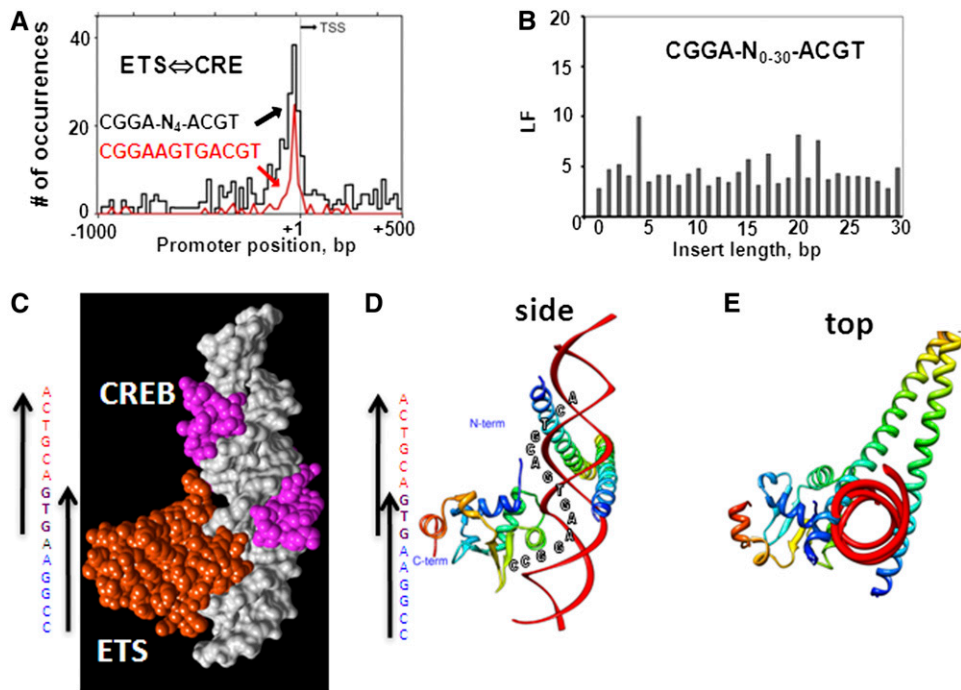 A
TSS
40
ETS⇔CRE
CGGA-N4-ACGT
20
CGGAAGTGACGT
0
# of occurrences
-1000
+1
+500
Promoter position, bp
B
CGGA-N0-30-ACGT
20
15
10
5
0
LF
0
5
10
15
20
25
30
Insert length, bp
C
CREB
ETS
A
C
T
G
C
A
G
T
G
A
A
G
G
C
C
D
side
N-term
C-term
A
C
T
G
C
A
G
T
G
A
A
G
G
C
C
A
C
T
G
C
A
G
T
G
A
A
G
G
C
C
E
top